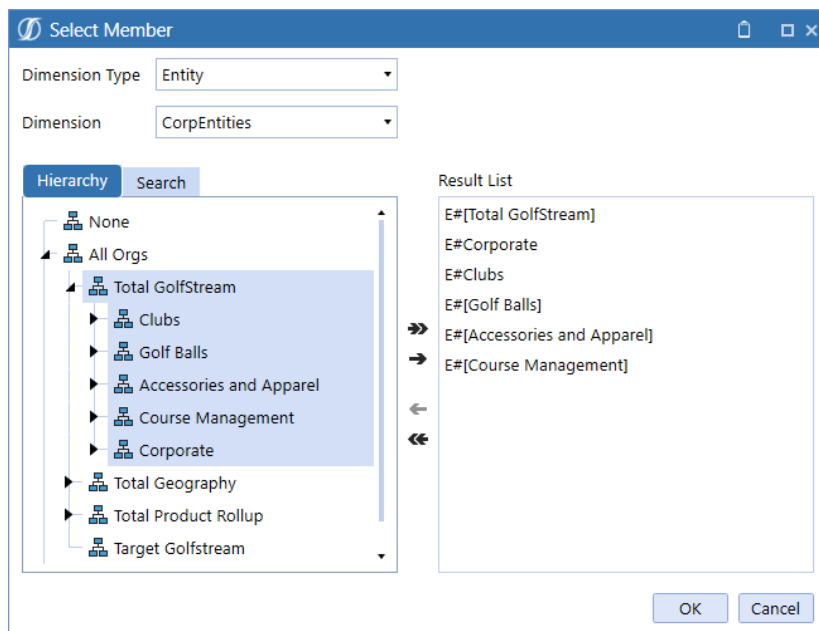 Select Member
Dimension Type
Entity
Dimension
CorpEntities
Hierarchy
Search
None
All Orgs
Total GolfStream
Clubs
Golf Balls
Accessories and Apparel
Course Management
Corporate
Total Geography
Total Product Rollup
Target Golfstream
Result List
E#[Total GolfStream]
E#Corporate
E#Clubs
E#[Golf Balls]
E#[Accessories and Apparel]
E#[Course Management]
OK
Cancel